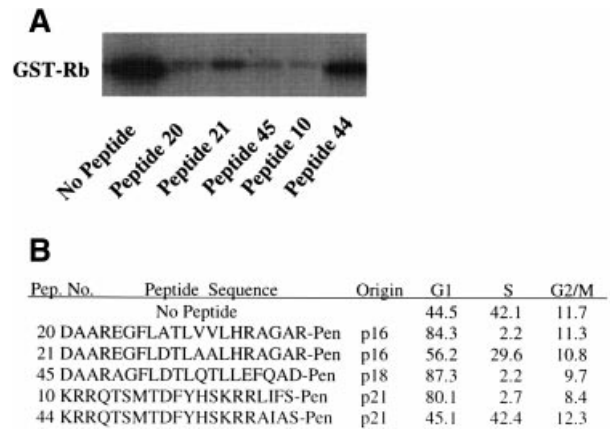 A
GST-Rb
No Peptide
Peptide 20
Peptide 21
Peptide 45
Peptide 10
Peptide 44
B
Pep. No. Peptide Sequence Origin G1 S G2/M
No Peptide 44.5 42.1 11.7
20 DAAREGFLATLVVLHRAGAR-Pen p16 84.3 2.2 11.3
21 DAAREGFLDTLAALHRAGAR-Pen p16 56.2 29.6 10.8
45 DAARAGFLDTLQTLLEFQAD-Pen p18 87.3 2.2 9.7
10 KRRQTSMTDFYHSKRRLIFS-Pen p21 80.1 2.7 8.4
44 KRRQTSMTDFYHSKRRAIAS-Pen p21 45.1 42.4 12.3